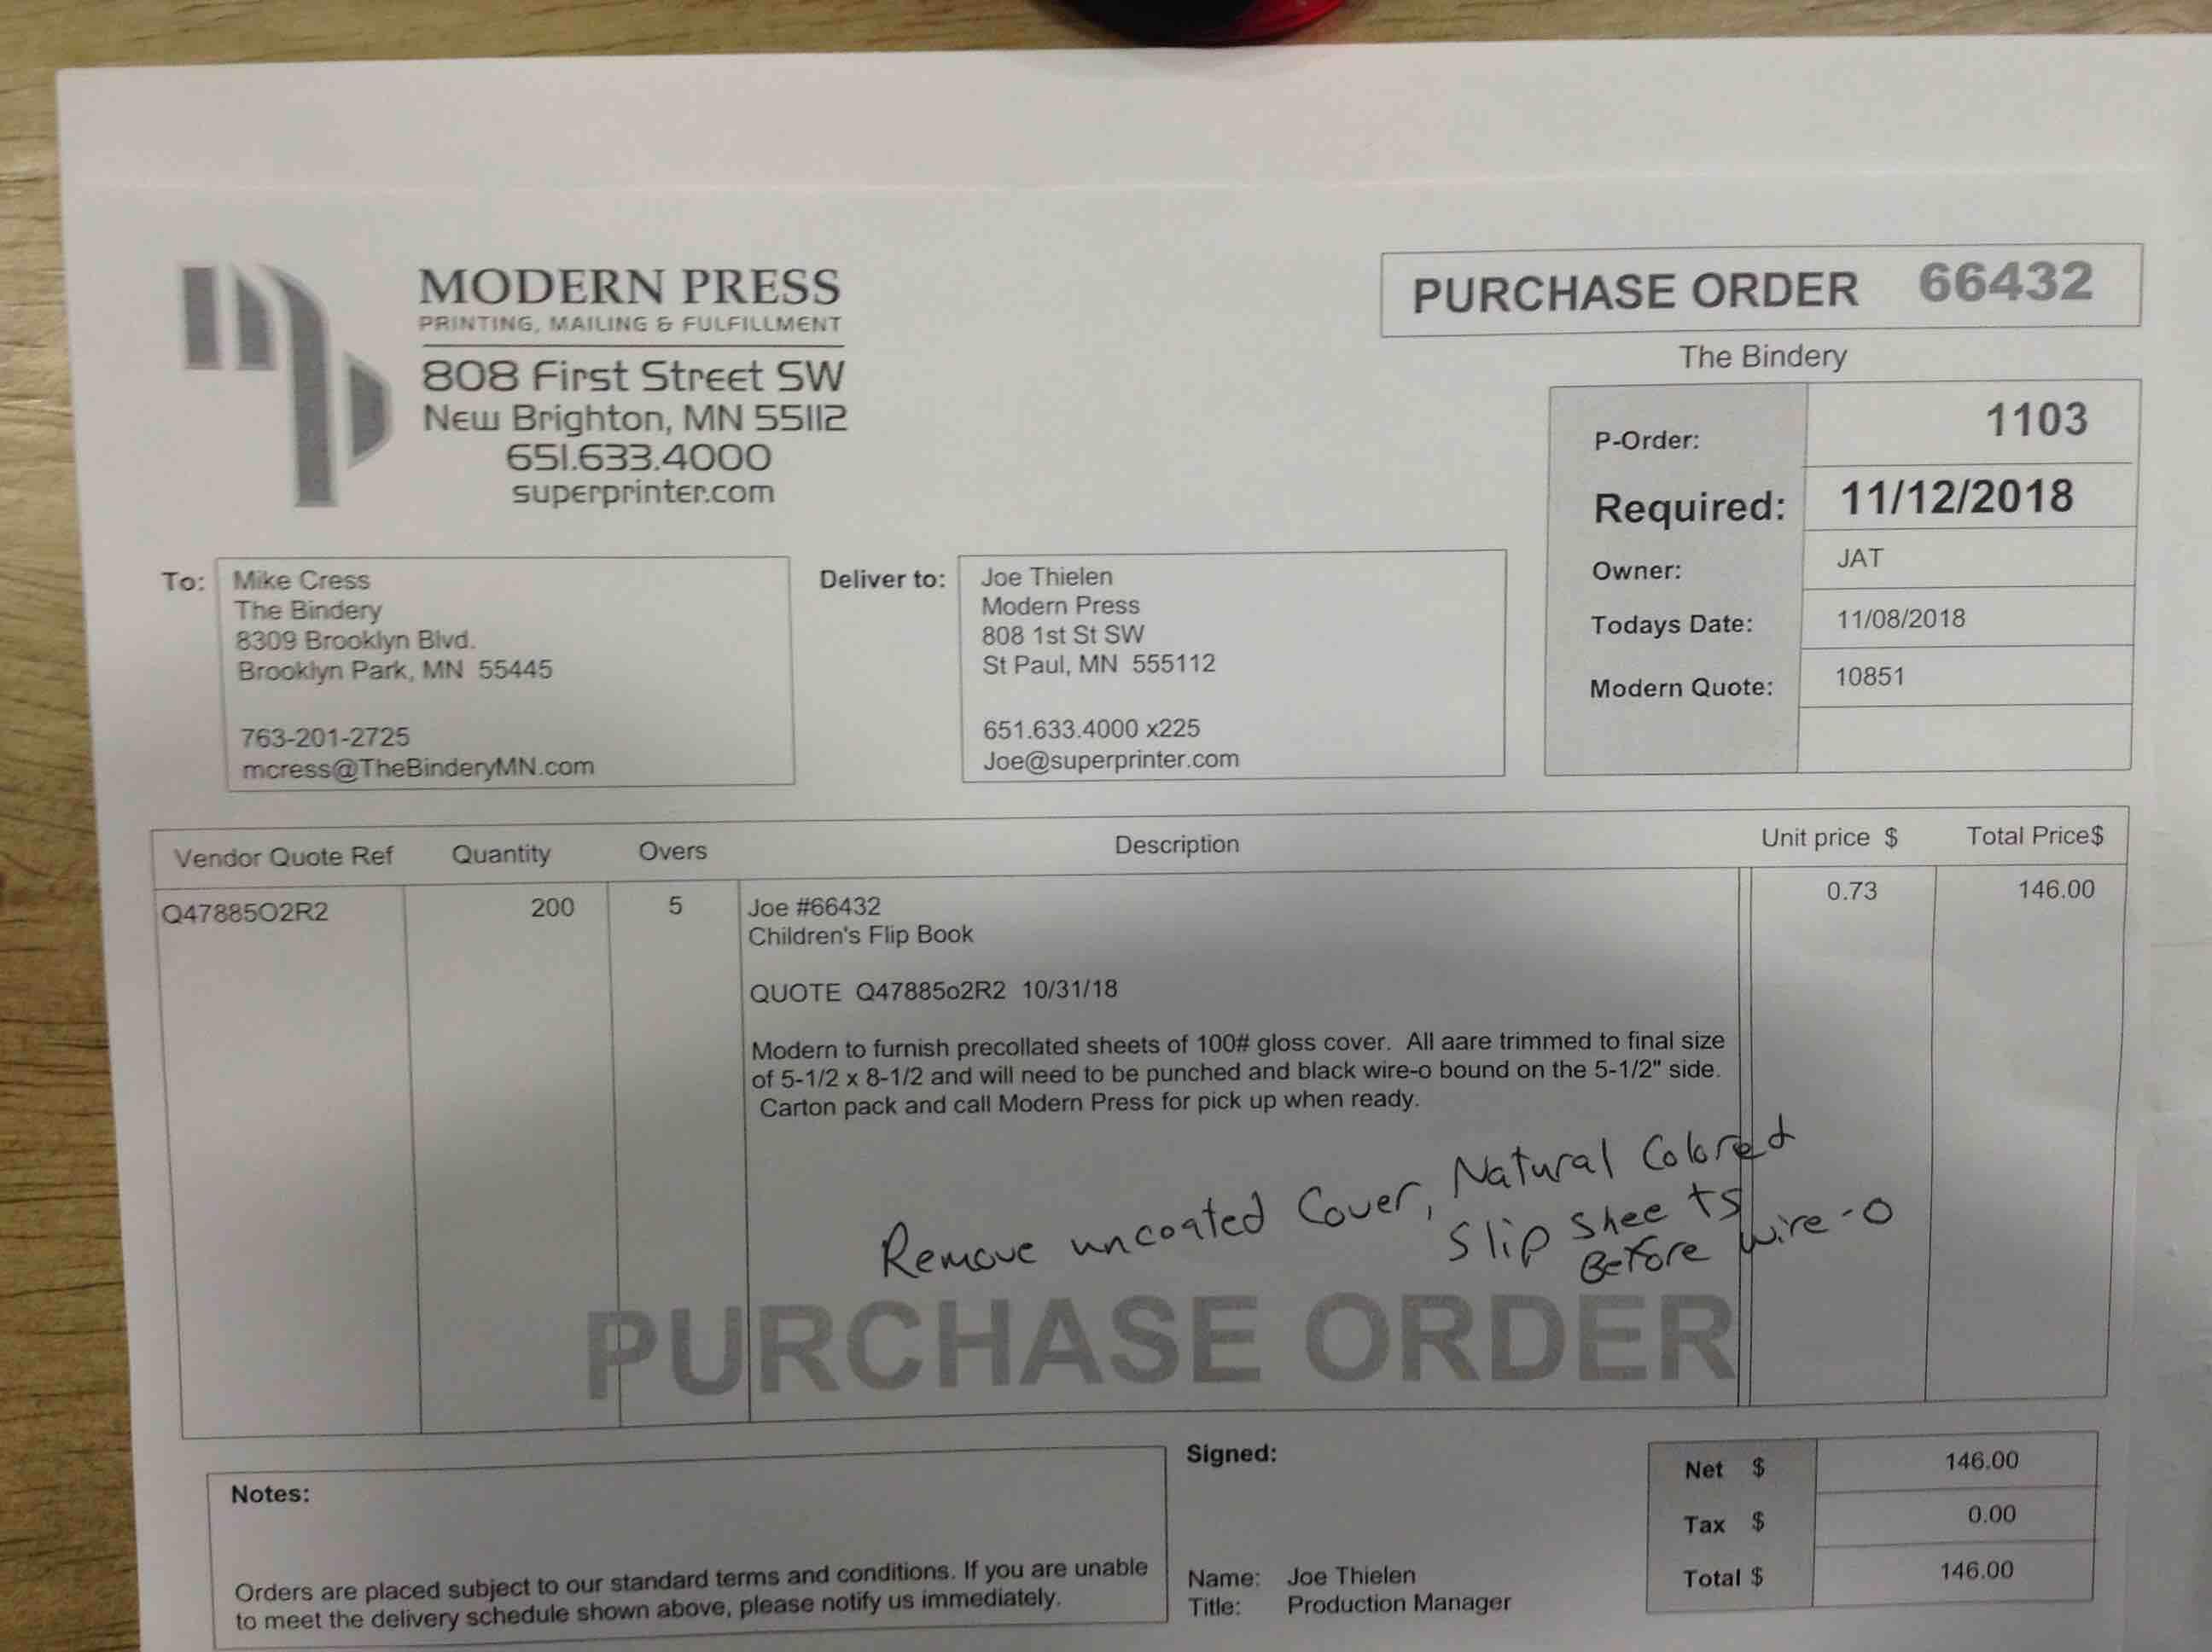 MODERN PRESS
PRINTING, MAILING & FULFILLMENT
808 First Street SW
New Brighton, MN 55112
651.633.4000
superprinter.com
PURCHASE ORDER 66432
The Bindery
P-Order: 1103
Required: 11/12/2018
Owner: JAT
Todays Date: 11/08/2018
Modern Quote: 10851
To:
Mike Cress
The Bindery
8309 Brooklyn Blvd.
Brooklyn Park, MN 55445
763-201-2725
mcress@TheBinderyMN.com
Deliver to:
Joe Thielen
Modern Press
808 1st St SW
St Paul, MN 555112
651.633.4000 x225
Joe@superprinter.com
Vendor Quote Ref Quantity Overs Description Unit price $ Total Price$
Q47885O2R2 200 5 Joe #66432 0.73 146.00
Children's Flip Book
QUOTE Q47885o2R2 10/31/18
Modern to furnish precollated sheets of 100# gloss cover. All aare trimmed to final size
of 5-1/2 x 8-1/2 and will need to be punched and black wire-o bound on the 5-1/2" side.
Carton pack and call Modern Press for pick up when ready.
Remove uncoated Cover, Natural Colored
Slip Sheets
Before wire-o
PURCHASE ORDER
Notes:
Orders are placed subject to our standard terms and conditions. If you are unable
to meet the delivery schedule shown above, please notify us immediately.
Signed:
Name: Joe Thielen
Title: Production Manager
Net $ 146.00
Tax $ 0.00
Total $ 146.00